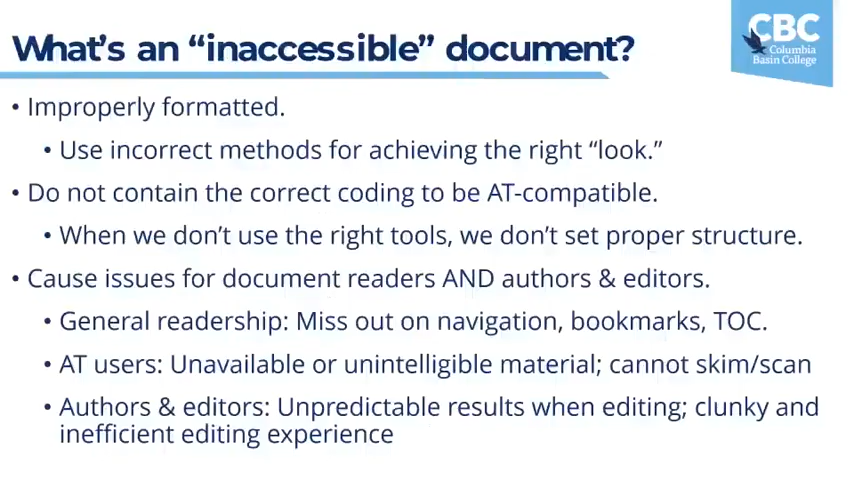 What's an “inaccessible” document?
CBC
Columbia
Basin College
• Improperly formatted.
• Use incorrect methods for achieving the right “look.”
• Do not contain the correct coding to be AT-compatible.
• When we don't use the right tools, we don't set proper structure.
• Cause issues for document readers AND authors & editors.
• General readership: Miss out on navigation, bookmarks, TOC.
• AT users: Unavailable or unintelligible material; cannot skim/scan
• Authors & editors: Unpredictable results when editing; clunky and
inefficient editing experience